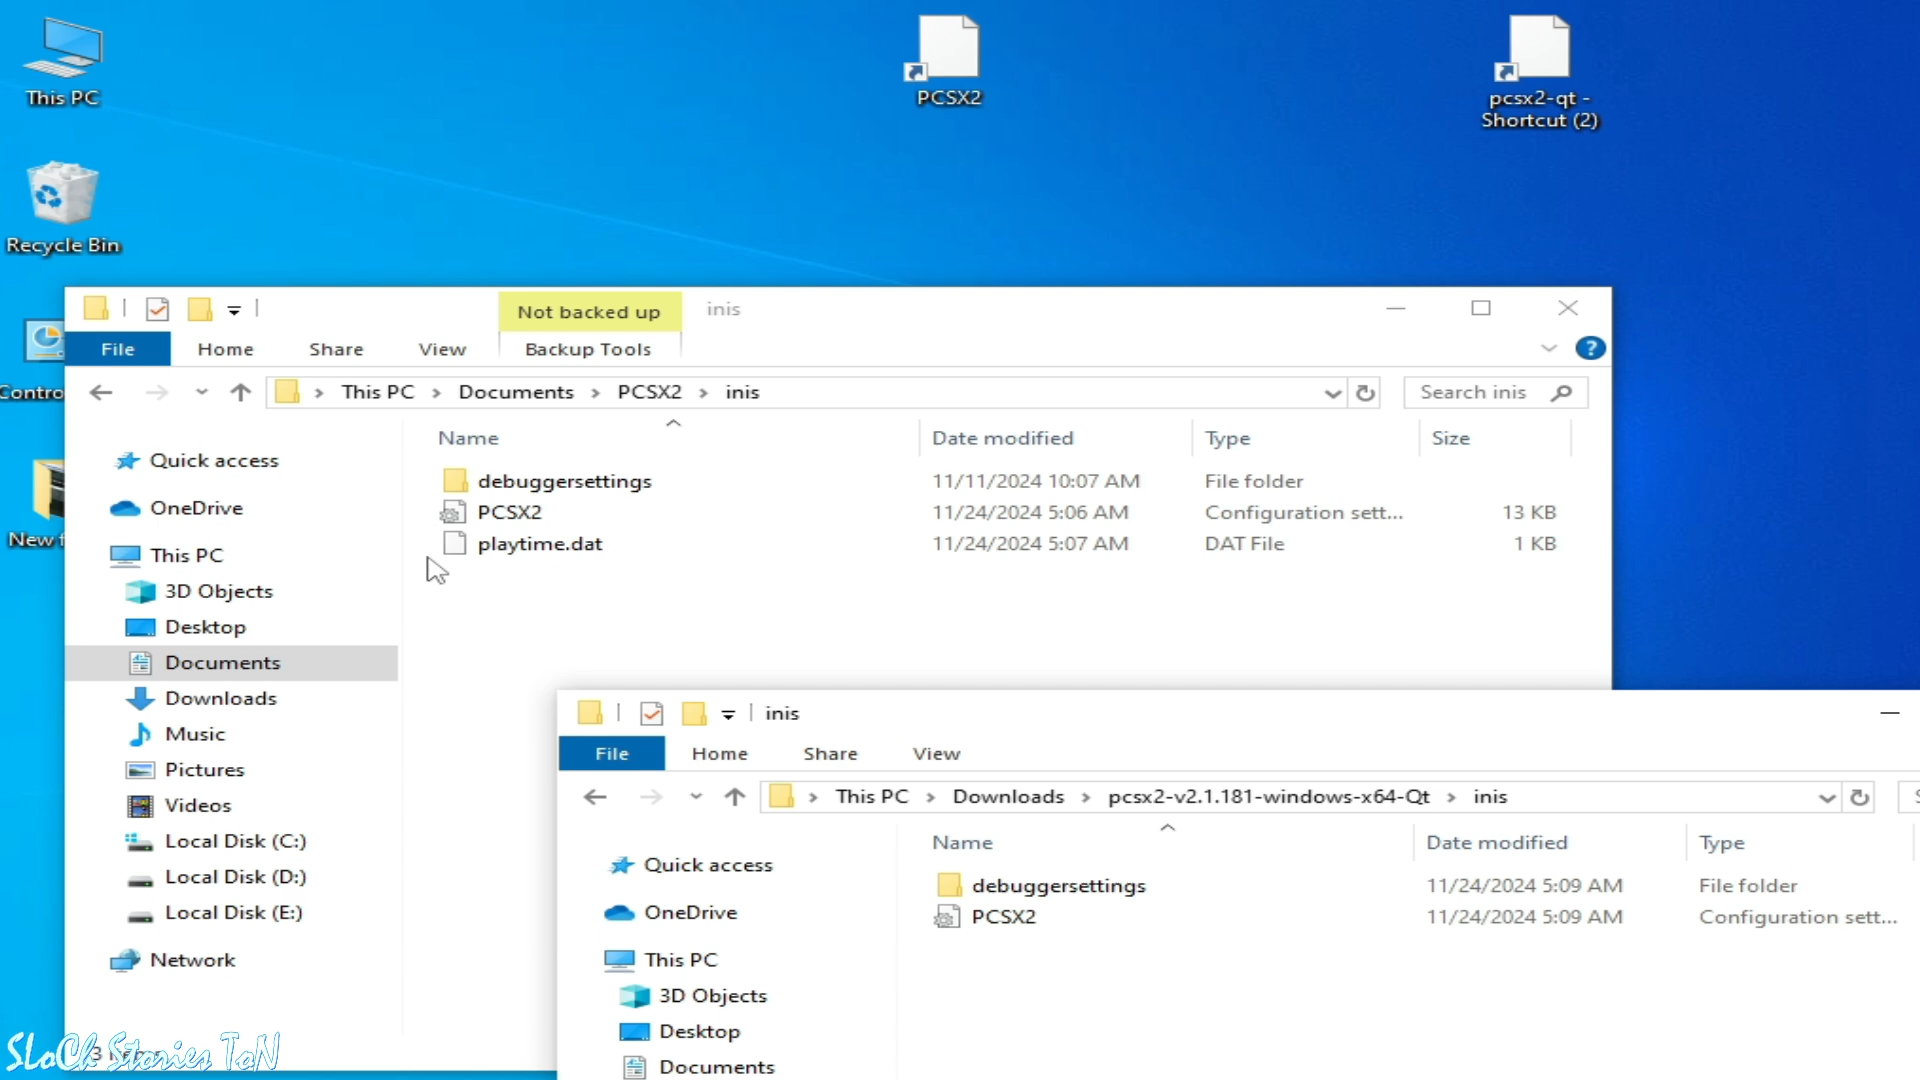 This PC
PCSX2
pcsx2-qt -
Shortcut (2)
Recycle Bin
Not backed up
inis
File
Home
Share
View
Backup Tools
?
Contro
This PC > Documents > PCSX2 > inis
Search inis
Name
Date modified
Type
Size
Quick access
debuggersettings
11/11/2024 10:07 AM
File folder
OneDrive
PCSX2
11/24/2024 5:06 AM
Configuration sett...
13 KB
New f
This PC
playtime.dat
11/24/2024 5:07 AM
DAT File
1 KB
3D Objects
Desktop
Documents
Downloads
Music
Pictures
Videos
Local Disk (C:)
Local Disk (D:)
Local Disk (E:)
Network
inis
File
Home
Share
View
This PC > Downloads > pcsx2-v2.1.181-windows-x64-Qt > inis
Name
Date modified
Type
Quick access
debuggersettings
11/24/2024 5:09 AM
File folder
OneDrive
PCSX2
11/24/2024 5:09 AM
Configuration sett...
This PC
3D Objects
Desktop
Documents
SLoCh Stories ToN